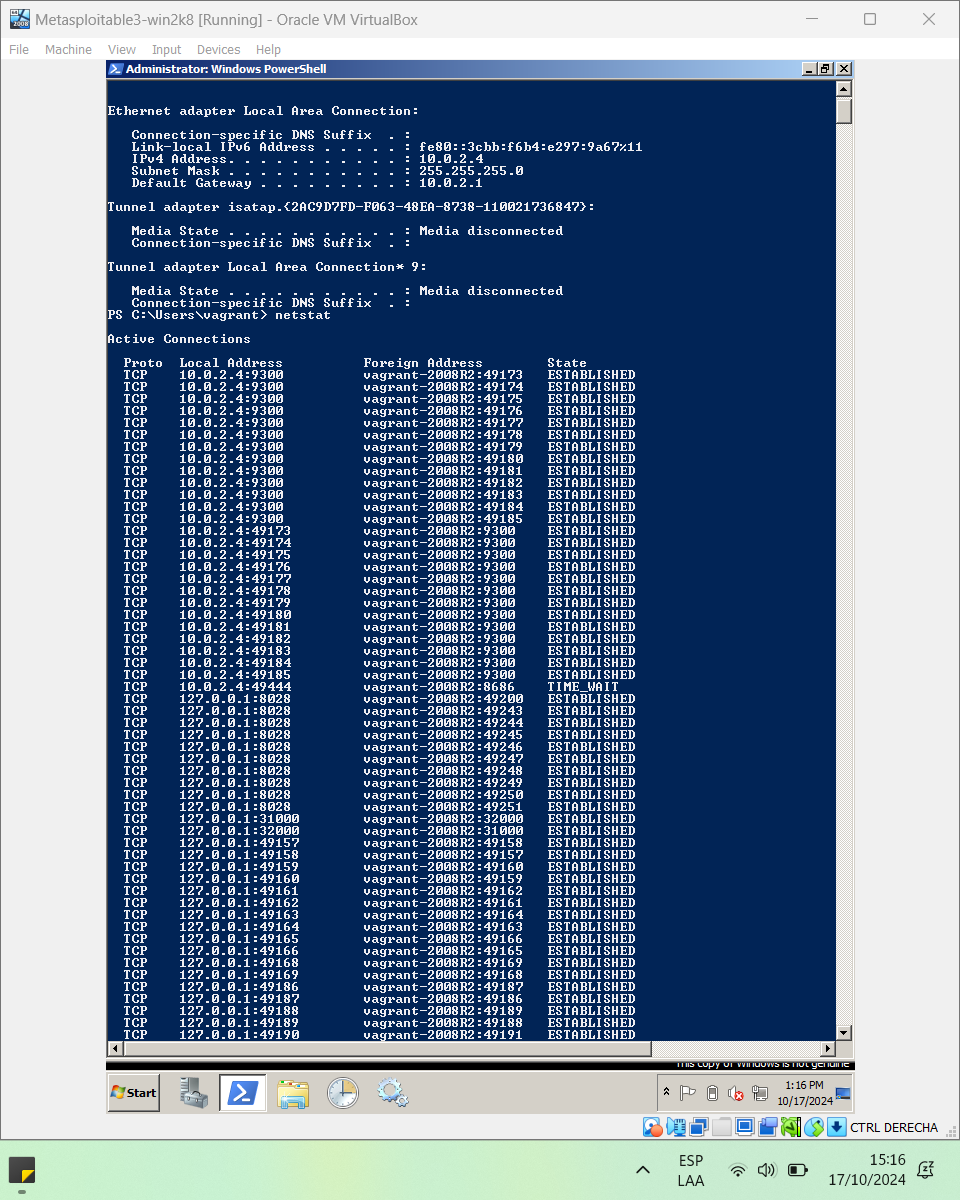 Metasploitable3-win2k8 [Running] - Oracle VM VirtualBox
File Machine View Input Devices Help
Administrator: Windows PowerShell
Ethernet adapter Local Area Connection:
Connection-specific DNS Suffix . :
Link-local IPv6 Address . . . . . : fe80::3cbb:f6b4:e297:9a67%11
IPv4 Address. . . . . . . . . . . : 10.0.2.4
Subnet Mask . . . . . . . . . . . : 255.255.255.0
Default Gateway . . . . . . . . . : 10.0.2.1
Tunnel adapter isatap.{2AC9D7FD-F063-48EA-8738-110021736847}:
Media State . . . . . . . . . . . : Media disconnected
Connection-specific DNS Suffix . :
Tunnel adapter Local Area Connection* 9:
Media State . . . . . . . . . . . : Media disconnected
Connection-specific DNS Suffix . :
PS C:\Users\vagrant> netstat
Active Connections
Proto Local Address Foreign Address State
TCP 10.0.2.4:9300 vagrant-2008R2:49173 ESTABLISHED
TCP 10.0.2.4:9300 vagrant-2008R2:49174 ESTABLISHED
TCP 10.0.2.4:9300 vagrant-2008R2:49175 ESTABLISHED
TCP 10.0.2.4:9300 vagrant-2008R2:49176 ESTABLISHED
TCP 10.0.2.4:9300 vagrant-2008R2:49177 ESTABLISHED
TCP 10.0.2.4:9300 vagrant-2008R2:49178 ESTABLISHED
TCP 10.0.2.4:9300 vagrant-2008R2:49179 ESTABLISHED
TCP 10.0.2.4:9300 vagrant-2008R2:49180 ESTABLISHED
TCP 10.0.2.4:9300 vagrant-2008R2:49181 ESTABLISHED
TCP 10.0.2.4:9300 vagrant-2008R2:49182 ESTABLISHED
TCP 10.0.2.4:9300 vagrant-2008R2:49183 ESTABLISHED
TCP 10.0.2.4:9300 vagrant-2008R2:49184 ESTABLISHED
TCP 10.0.2.4:9300 vagrant-2008R2:49185 ESTABLISHED
TCP 10.0.2.4:49173 vagrant-2008R2:9300 ESTABLISHED
TCP 10.0.2.4:49174 vagrant-2008R2:9300 ESTABLISHED
TCP 10.0.2.4:49175 vagrant-2008R2:9300 ESTABLISHED
TCP 10.0.2.4:49176 vagrant-2008R2:9300 ESTABLISHED
TCP 10.0.2.4:49177 vagrant-2008R2:9300 ESTABLISHED
TCP 10.0.2.4:49178 vagrant-2008R2:9300 ESTABLISHED
TCP 10.0.2.4:49179 vagrant-2008R2:9300 ESTABLISHED
TCP 10.0.2.4:49180 vagrant-2008R2:9300 ESTABLISHED
TCP 10.0.2.4:49181 vagrant-2008R2:9300 ESTABLISHED
TCP 10.0.2.4:49182 vagrant-2008R2:9300 ESTABLISHED
TCP 10.0.2.4:49183 vagrant-2008R2:9300 ESTABLISHED
TCP 10.0.2.4:49184 vagrant-2008R2:9300 ESTABLISHED
TCP 10.0.2.4:49185 vagrant-2008R2:9300 ESTABLISHED
TCP 10.0.2.4:49444 vagrant-2008R2:8686 TIME_WAIT
TCP 127.0.0.1:8028 vagrant-2008R2:49200 ESTABLISHED
TCP 127.0.0.1:8028 vagrant-2008R2:49243 ESTABLISHED
TCP 127.0.0.1:8028 vagrant-2008R2:49244 ESTABLISHED
TCP 127.0.0.1:8028 vagrant-2008R2:49245 ESTABLISHED
TCP 127.0.0.1:8028 vagrant-2008R2:49246 ESTABLISHED
TCP 127.0.0.1:8028 vagrant-2008R2:49247 ESTABLISHED
TCP 127.0.0.1:8028 vagrant-2008R2:49248 ESTABLISHED
TCP 127.0.0.1:8028 vagrant-2008R2:49249 ESTABLISHED
TCP 127.0.0.1:8028 vagrant-2008R2:49250 ESTABLISHED
TCP 127.0.0.1:8028 vagrant-2008R2:49251 ESTABLISHED
TCP 127.0.0.1:31000 vagrant-2008R2:32000 ESTABLISHED
TCP 127.0.0.1:32000 vagrant-2008R2:31000 ESTABLISHED
TCP 127.0.0.1:49157 vagrant-2008R2:49158 ESTABLISHED
TCP 127.0.0.1:49158 vagrant-2008R2:49157 ESTABLISHED
TCP 127.0.0.1:49159 vagrant-2008R2:49160 ESTABLISHED
TCP 127.0.0.1:49160 vagrant-2008R2:49159 ESTABLISHED
TCP 127.0.0.1:49161 vagrant-2008R2:49162 ESTABLISHED
TCP 127.0.0.1:49162 vagrant-2008R2:49161 ESTABLISHED
TCP 127.0.0.1:49163 vagrant-2008R2:49164 ESTABLISHED
TCP 127.0.0.1:49164 vagrant-2008R2:49163 ESTABLISHED
TCP 127.0.0.1:49165 vagrant-2008R2:49166 ESTABLISHED
TCP 127.0.0.1:49166 vagrant-2008R2:49165 ESTABLISHED
TCP 127.0.0.1:49168 vagrant-2008R2:49169 ESTABLISHED
TCP 127.0.0.1:49169 vagrant-2008R2:49168 ESTABLISHED
TCP 127.0.0.1:49186 vagrant-2008R2:49187 ESTABLISHED
TCP 127.0.0.1:49187 vagrant-2008R2:49186 ESTABLISHED
TCP 127.0.0.1:49188 vagrant-2008R2:49189 ESTABLISHED
TCP 127.0.0.1:49189 vagrant-2008R2:49188 ESTABLISHED
TCP 127.0.0.1:49190 vagrant-2008R2:49191 ESTABLISHED
This copy of Windows is not genuine
Start
1:16 PM
10/17/2024
CTRL DERECHA
ESP
LAA
15:16
17/10/2024